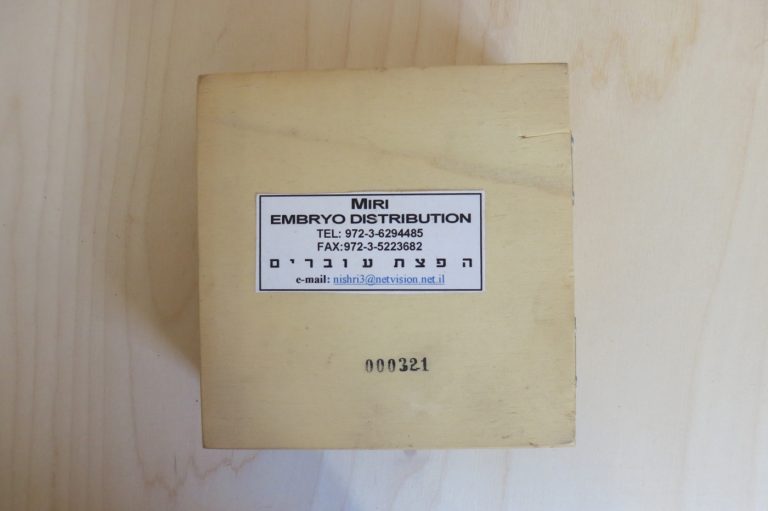 MIRI
EMBRYO DISTRIBUTION
TEL: 972-3-6294485
FAX:972-3-5223682
הפצת עוברים
e-mail: nishri3@netvision.net.il
000321